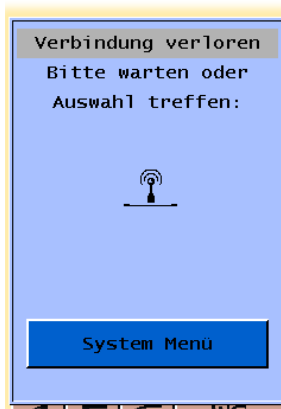 Verbindung verloren
Bitte warten oder
Auswahl treffen:
System Menü